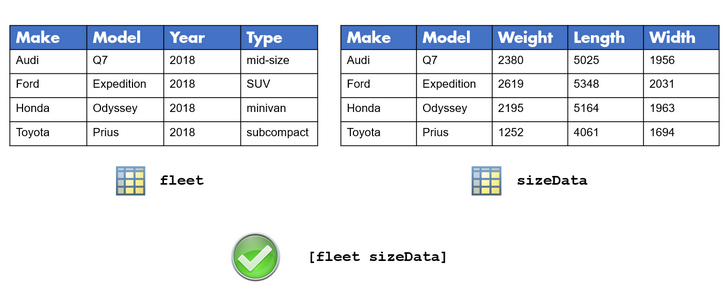 Make Model Year Type
Audi Q7 2018 mid-size
Ford Expedition 2018 SUV
Honda Odyssey 2018 minivan
Toyota Prius 2018 subcompact
fleet
Make Model Weight Length Width
Audi Q7 2380 5025 1956
Ford Expedition 2619 5348 2031
Honda Odyssey 2195 5164 1963
Toyota Prius 1252 4061 1694
sizeData
[fleet sizeData]